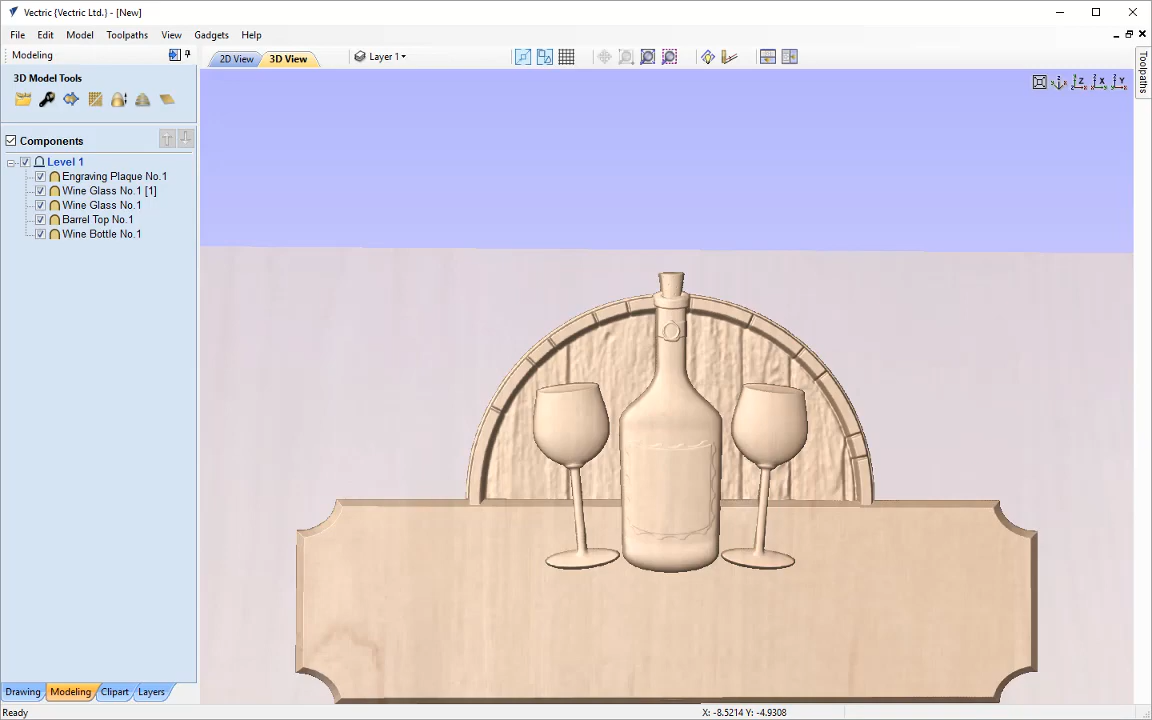 Vectric {Vectric Ltd.} - [New]
File Edit Model Toolpaths View Gadgets Help
Modeling
2D View 3D View Layer 1
3D Model Tools
Toolpaths
Z X Y
Components
Level 1
Engraving Plaque No.1
Wine Glass No.1 [1]
Wine Glass No.1
Barrel Top No.1
Wine Bottle No.1
Drawing Modeling Clipart Layers
Ready X: -8.5214 Y: -4.9308